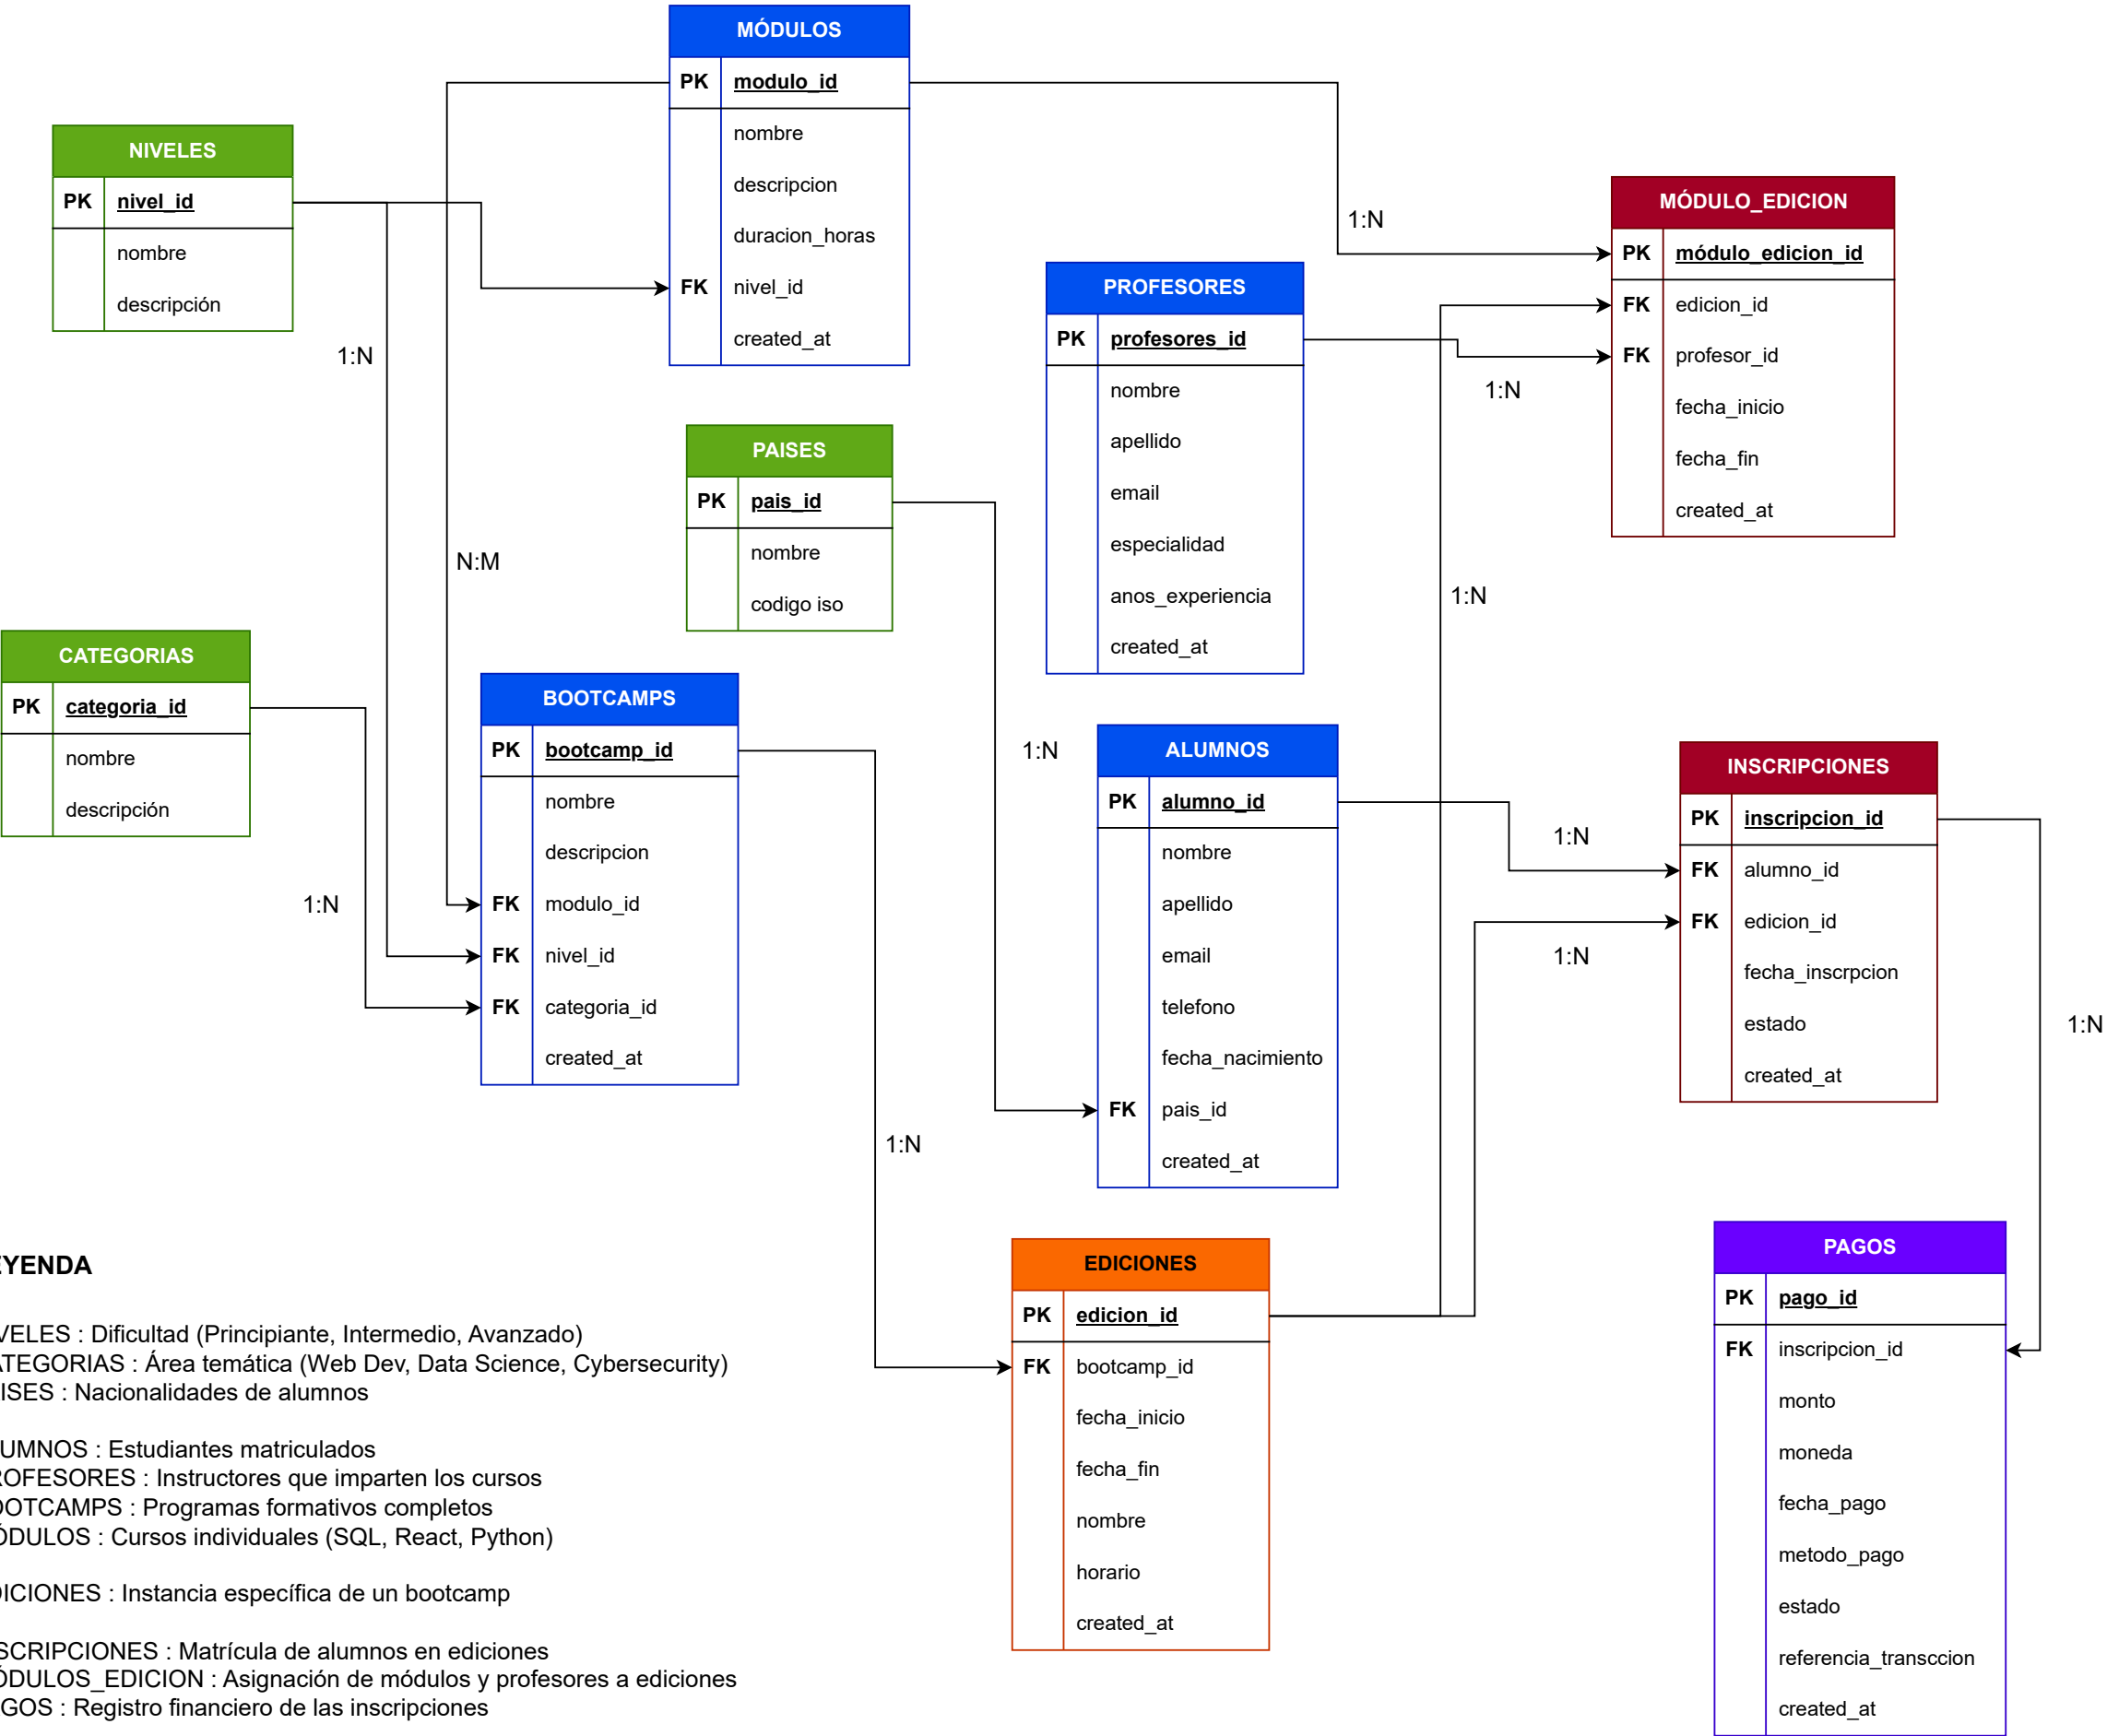 MÓDULOS
PK modulo_id
nombre
descripcion
duracion_horas
FK nivel_id
created_at
NIVELES
PK nivel_id
nombre
descripción
1:N
MÓDULO_EDICION
PK módulo_edicion_id
FK edicion_id
FK profesor_id
fecha_inicio
fecha_fin
created_at
1:N
PROFESORES
PK profesores_id
nombre
apellido
email
especialidad
anos_experiencia
created_at
1:N
1:N
PAISES
PK pais_id
nombre
codigo iso
N:M
CATEGORIAS
PK categoria_id
nombre
descripción
1:N
BOOTCAMPS
PK bootcamp_id
nombre
descripcion
FK modulo_id
FK nivel_id
FK categoria_id
created_at
1:N
1:N
ALUMNOS
PK alumno_id
nombre
apellido
email
telefono
fecha_nacimiento
FK pais_id
created_at
1:N
1:N
INSCRIPCIONES
PK inscripcion_id
FK alumno_id
FK edicion_id
fecha_inscrpcion
estado
created_at
1:N
EDICIONES
PK edicion_id
FK bootcamp_id
fecha_inicio
fecha_fin
nombre
horario
created_at
PAGOS
PK pago_id
FK inscripcion_id
monto
moneda
fecha_pago
metodo_pago
estado
referencia_transccion
created_at
EYENDA
VELES : Dificultad (Principiante, Intermedio, Avanzado)
ATEGORIAS : Área temática (Web Dev, Data Science, Cybersecurity)
ISES : Nacionalidades de alumnos
UMNOS : Estudiantes matriculados
ROFESORES : Instructores que imparten los cursos
OOTCAMPS : Programas formativos completos
ÓDULOS : Cursos individuales (SQL, React, Python)
DICIONES : Instancia específica de un bootcamp
SCRIPCIONES : Matrícula de alumnos en ediciones
ÓDULOS_EDICION : Asignación de módulos y profesores a ediciones
AGOS : Registro financiero de las inscripciones